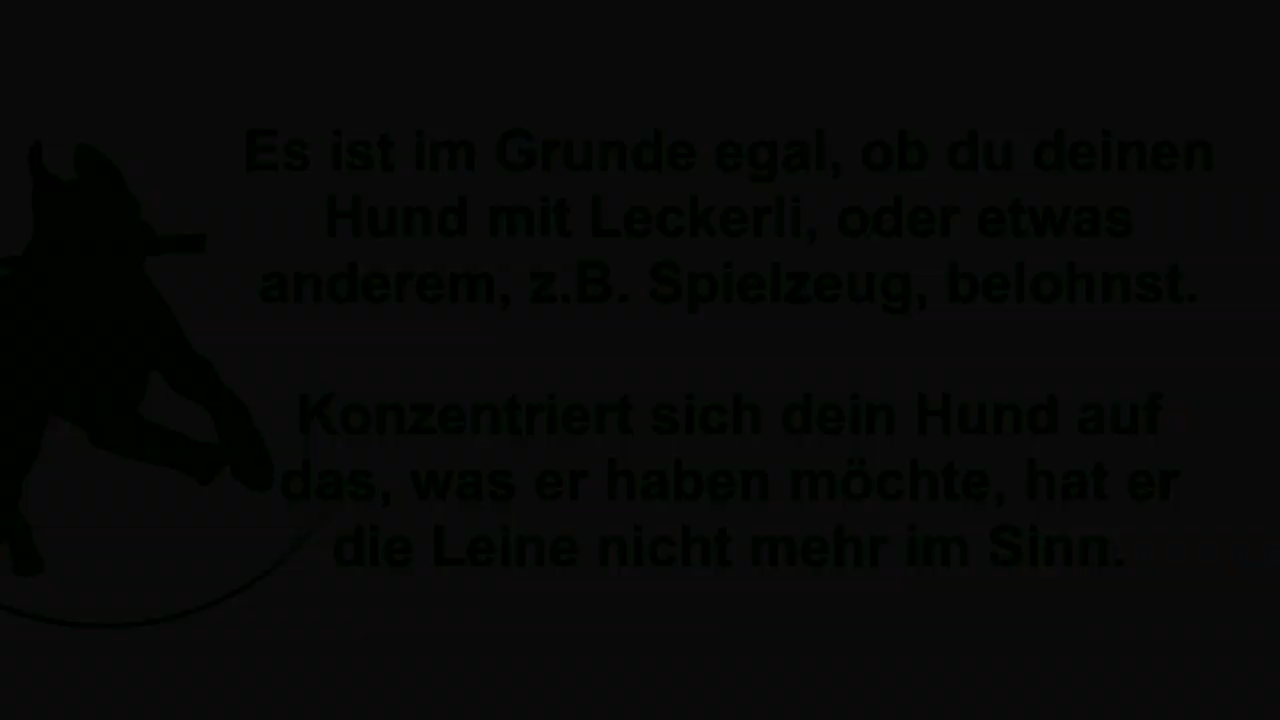 Es ist im Grunde egal, ob du deinen
Hund mit Leckerli, oder etwas
anderem, z.B. Spielzeug, belohnst.
Konzentriert sich dein Hund auf
das, was er haben möchte, hat er
die Leine nicht mehr im Sinn.